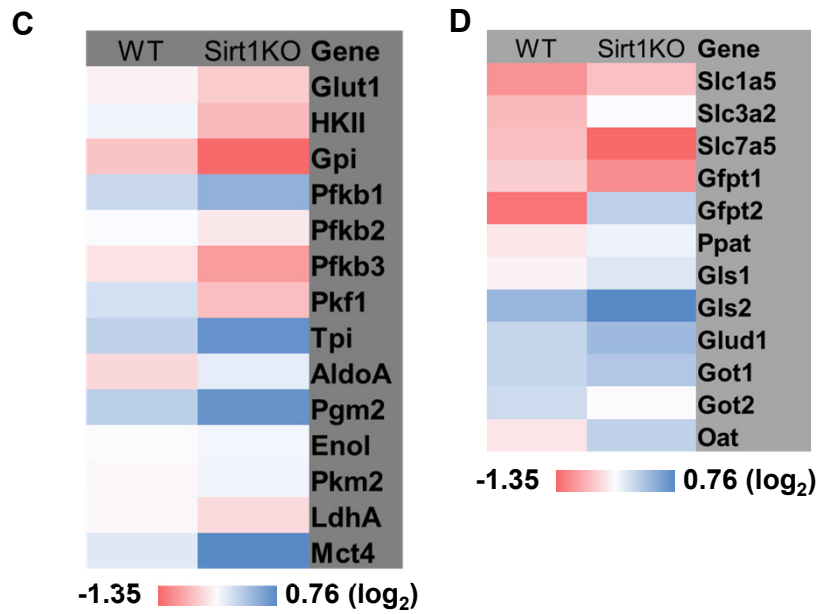 C
WT Sirt1KO Gene
Glut1
HKII
Gpi
Pfkb1
Pfkb2
Pfkb3
Pkf1
Tpi
AldoA
Pgm2
Enol
Pkm2
LdhA
Mct4
-1.35 0.76 (log₂)
D
WT Sirt1KO Gene
Slc1a5
Slc3a2
Slc7a5
Gfpt1
Gfpt2
Ppat
Gls1
Gls2
Glud1
Got1
Got2
Oat
-1.35 0.76 (log₂)